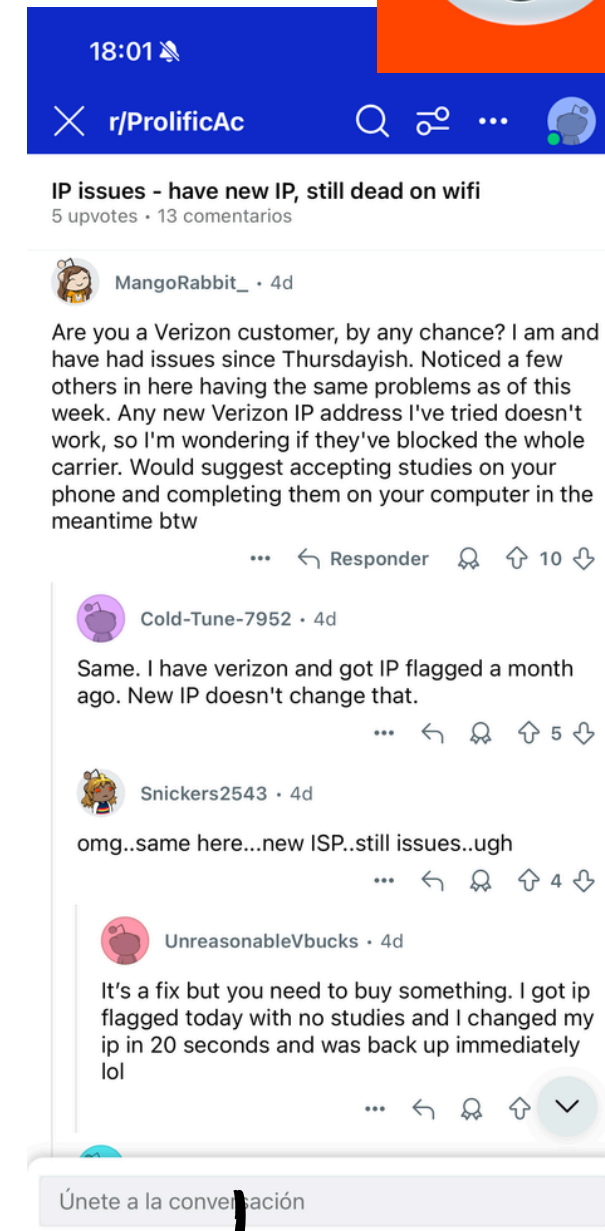 18:01
r/ProlificAc
IP issues - have new IP, still dead on wifi
5 upvotes • 13 comentarios
MangoRabbit_ • 4d
Are you a Verizon customer, by any chance? I am and
have had issues since Thursdayish. Noticed a few
others in here having the same problems as of this
week. Any new Verizon IP address I've tried doesn't
work, so I'm wondering if they've blocked the whole
carrier. Would suggest accepting studies on your
phone and completing them on your computer in the
meantime btw
Responder 10
Cold-Tune-7952 • 4d
Same. I have verizon and got IP flagged a month
ago. New IP doesn't change that.
5
Snickers2543 • 4d
omg..same here...new ISP..still issues..ugh
4
UnreasonableVbucks • 4d
It’s a fix but you need to buy something. I got ip
flagged today with no studies and I changed my
ip in 20 seconds and was back up immediately
lol
Únete a la conversación